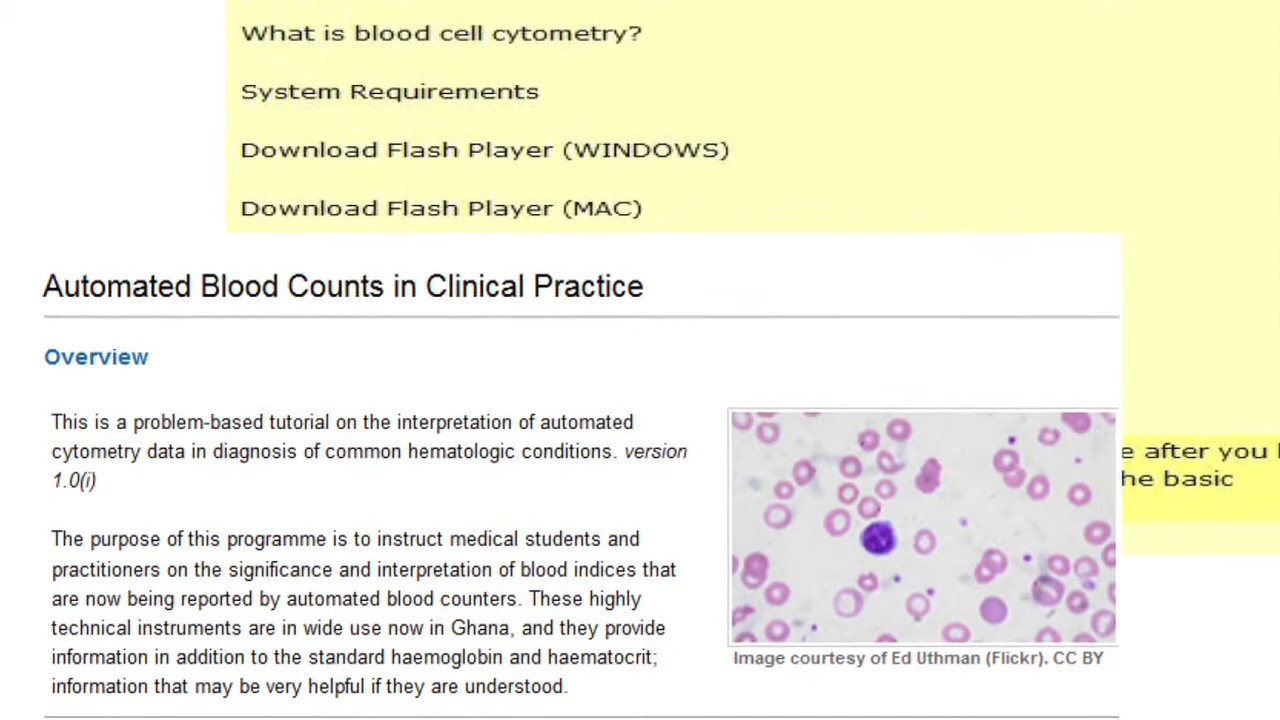 What is blood cell cytometry?
System Requirements
Download Flash Player (WINDOWS)
Download Flash Player (MAC)
Automated Blood Counts in Clinical Practice
Overview
This is a problem-based tutorial on the interpretation of automated
cytometry data in diagnosis of common hematologic conditions. version
1.0(i)
The purpose of this programme is to instruct medical students and
practitioners on the significance and interpretation of blood indices that
are now being reported by automated blood counters. These highly
technical instruments are in wide use now in Ghana, and they provide
information in addition to the standard haemoglobin and haematocrit;
information that may be very helpful if they are understood.
Image courtesy of Ed Uthman (Flickr). CC BY
e after you
he basic